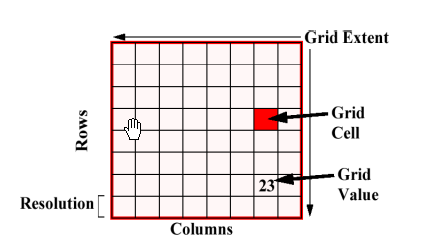 Grid Extent
Rows
Grid
Cell
23
Grid
Value
Resolution
Columns